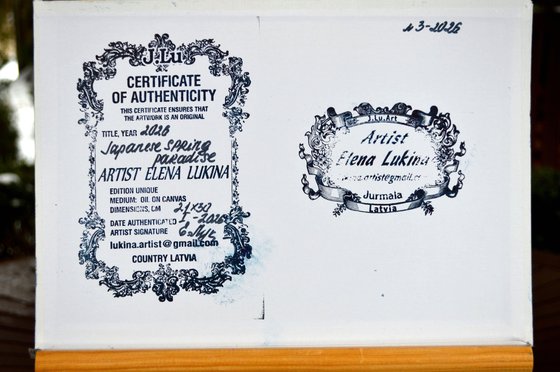 J.Lu
CERTIFICATE
OF AUTHENTICITY
THIS CERTIFICATE ENSURES THAT
THE ARTWORK IS AN ORIGINAL
TITLE, YEAR 2026
Japanese SPRING
paradise
ARTIST ELENA LUKINA
EDITION UNIQUE
MEDIUM: OIL ON CANVAS
DIMENSIONS, CM 21x30
DATE AUTHENTICATED I-2026
ARTIST SIGNATURE
lukina.artist@gmail.com
COUNTRY LATVIA
N3-2026
J.Lu.Art
Artist
Elena Lukina
Jurmala
Latvia